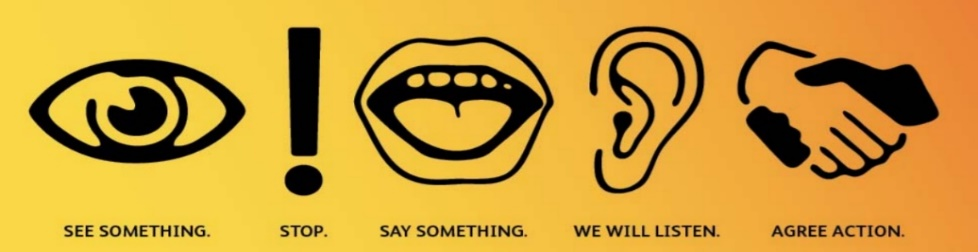 SEE SOMETHING. STOP. SAY SOMETHING. WE WILL LISTEN. AGREE ACTION.